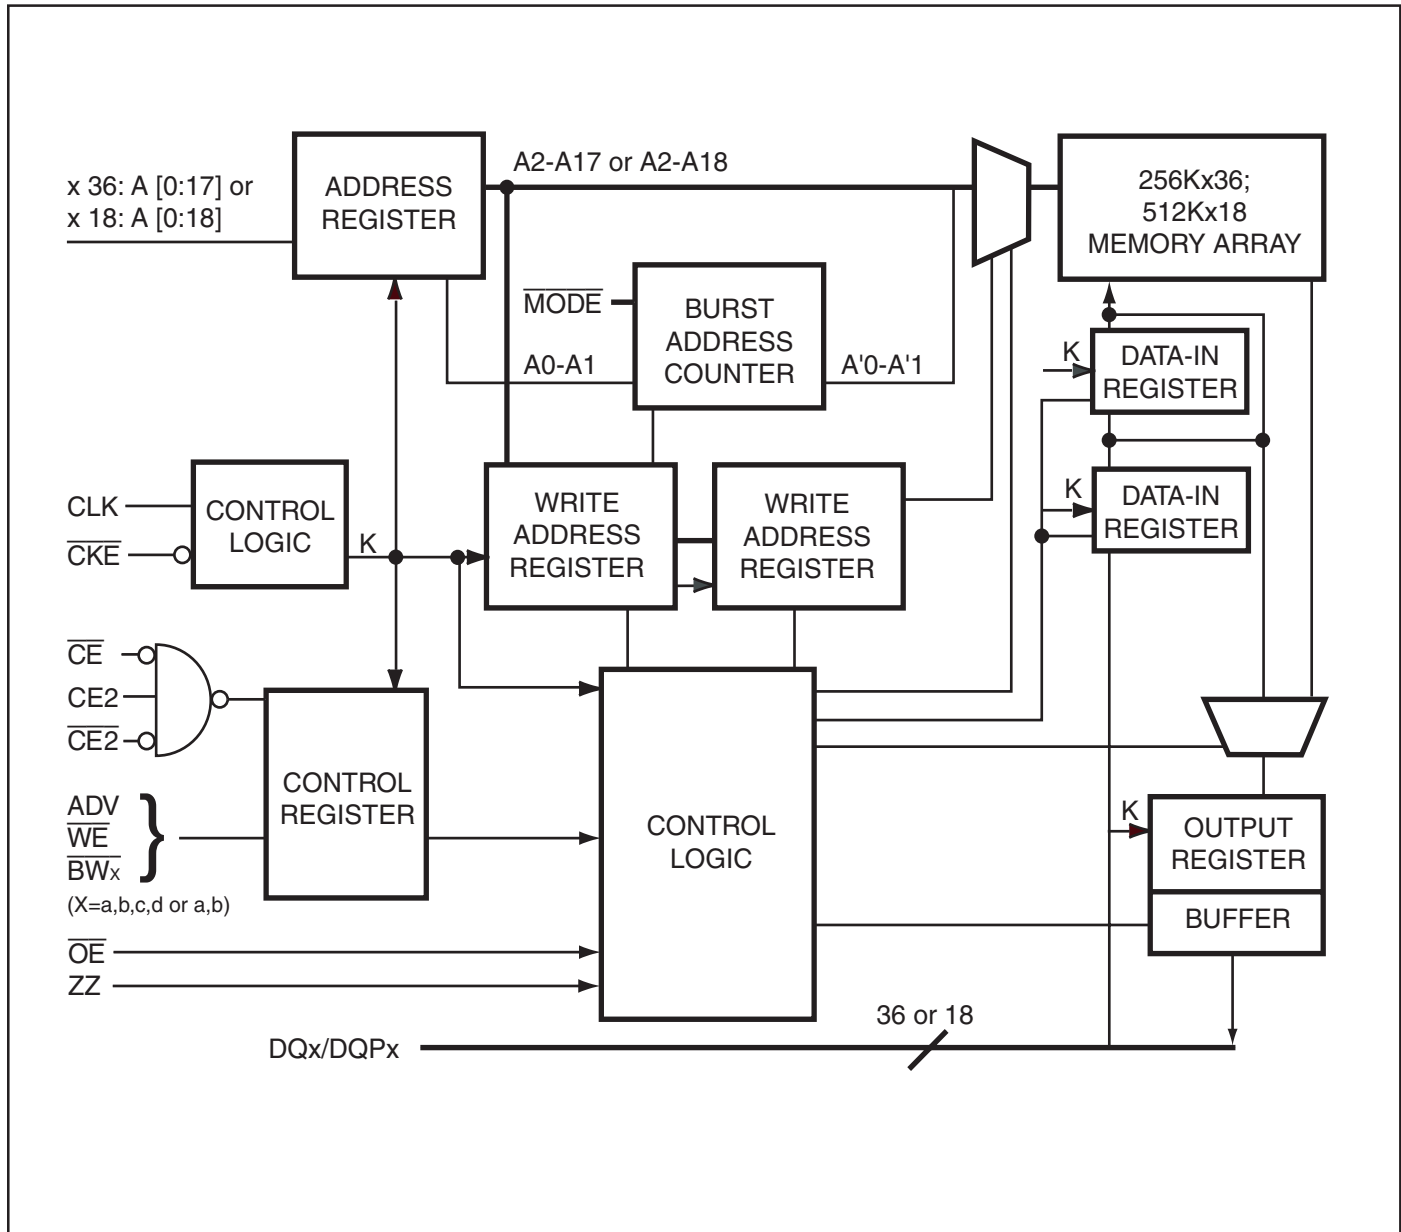 x 36: A [0:17] or
x 18: A [0:18]
ADDRESS
REGISTER
A2-A17 or A2-A18
256Kx36;
512Kx18
MEMORY ARRAY
MODE
BURST
ADDRESS
COUNTER
A0-A1
A'0-A'1
K
DATA-IN
REGISTER
CLK
CKE
CONTROL
LOGIC
K
WRITE
ADDRESS
REGISTER
WRITE
ADDRESS
REGISTER
K
DATA-IN
REGISTER
CE
CE2
CE2
ADV
WE
BWx
(X=a,b,c,d or a,b)
CONTROL
REGISTER
CONTROL
LOGIC
K
OUTPUT
REGISTER
BUFFER
OE
ZZ
36 or 18
DQx/DQPx